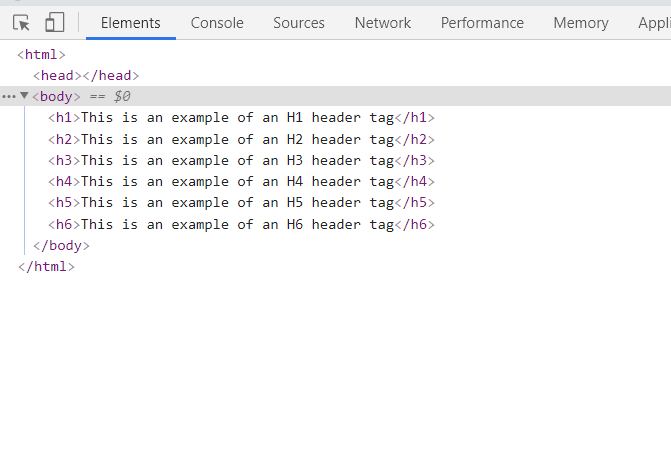 Elements Console Sources Network Performance Memory Appl
<html>
<head></head>
••• ▼ <body> == $0
<h1>This is an example of an H1 header tag</h1>
<h2>This is an example of an H2 header tag</h2>
<h3>This is an example of an H3 header tag</h3>
<h4>This is an example of an H4 header tag</h4>
<h5>This is an example of an H5 header tag</h5>
<h6>This is an example of an H6 header tag</h6>
</body>
</html>